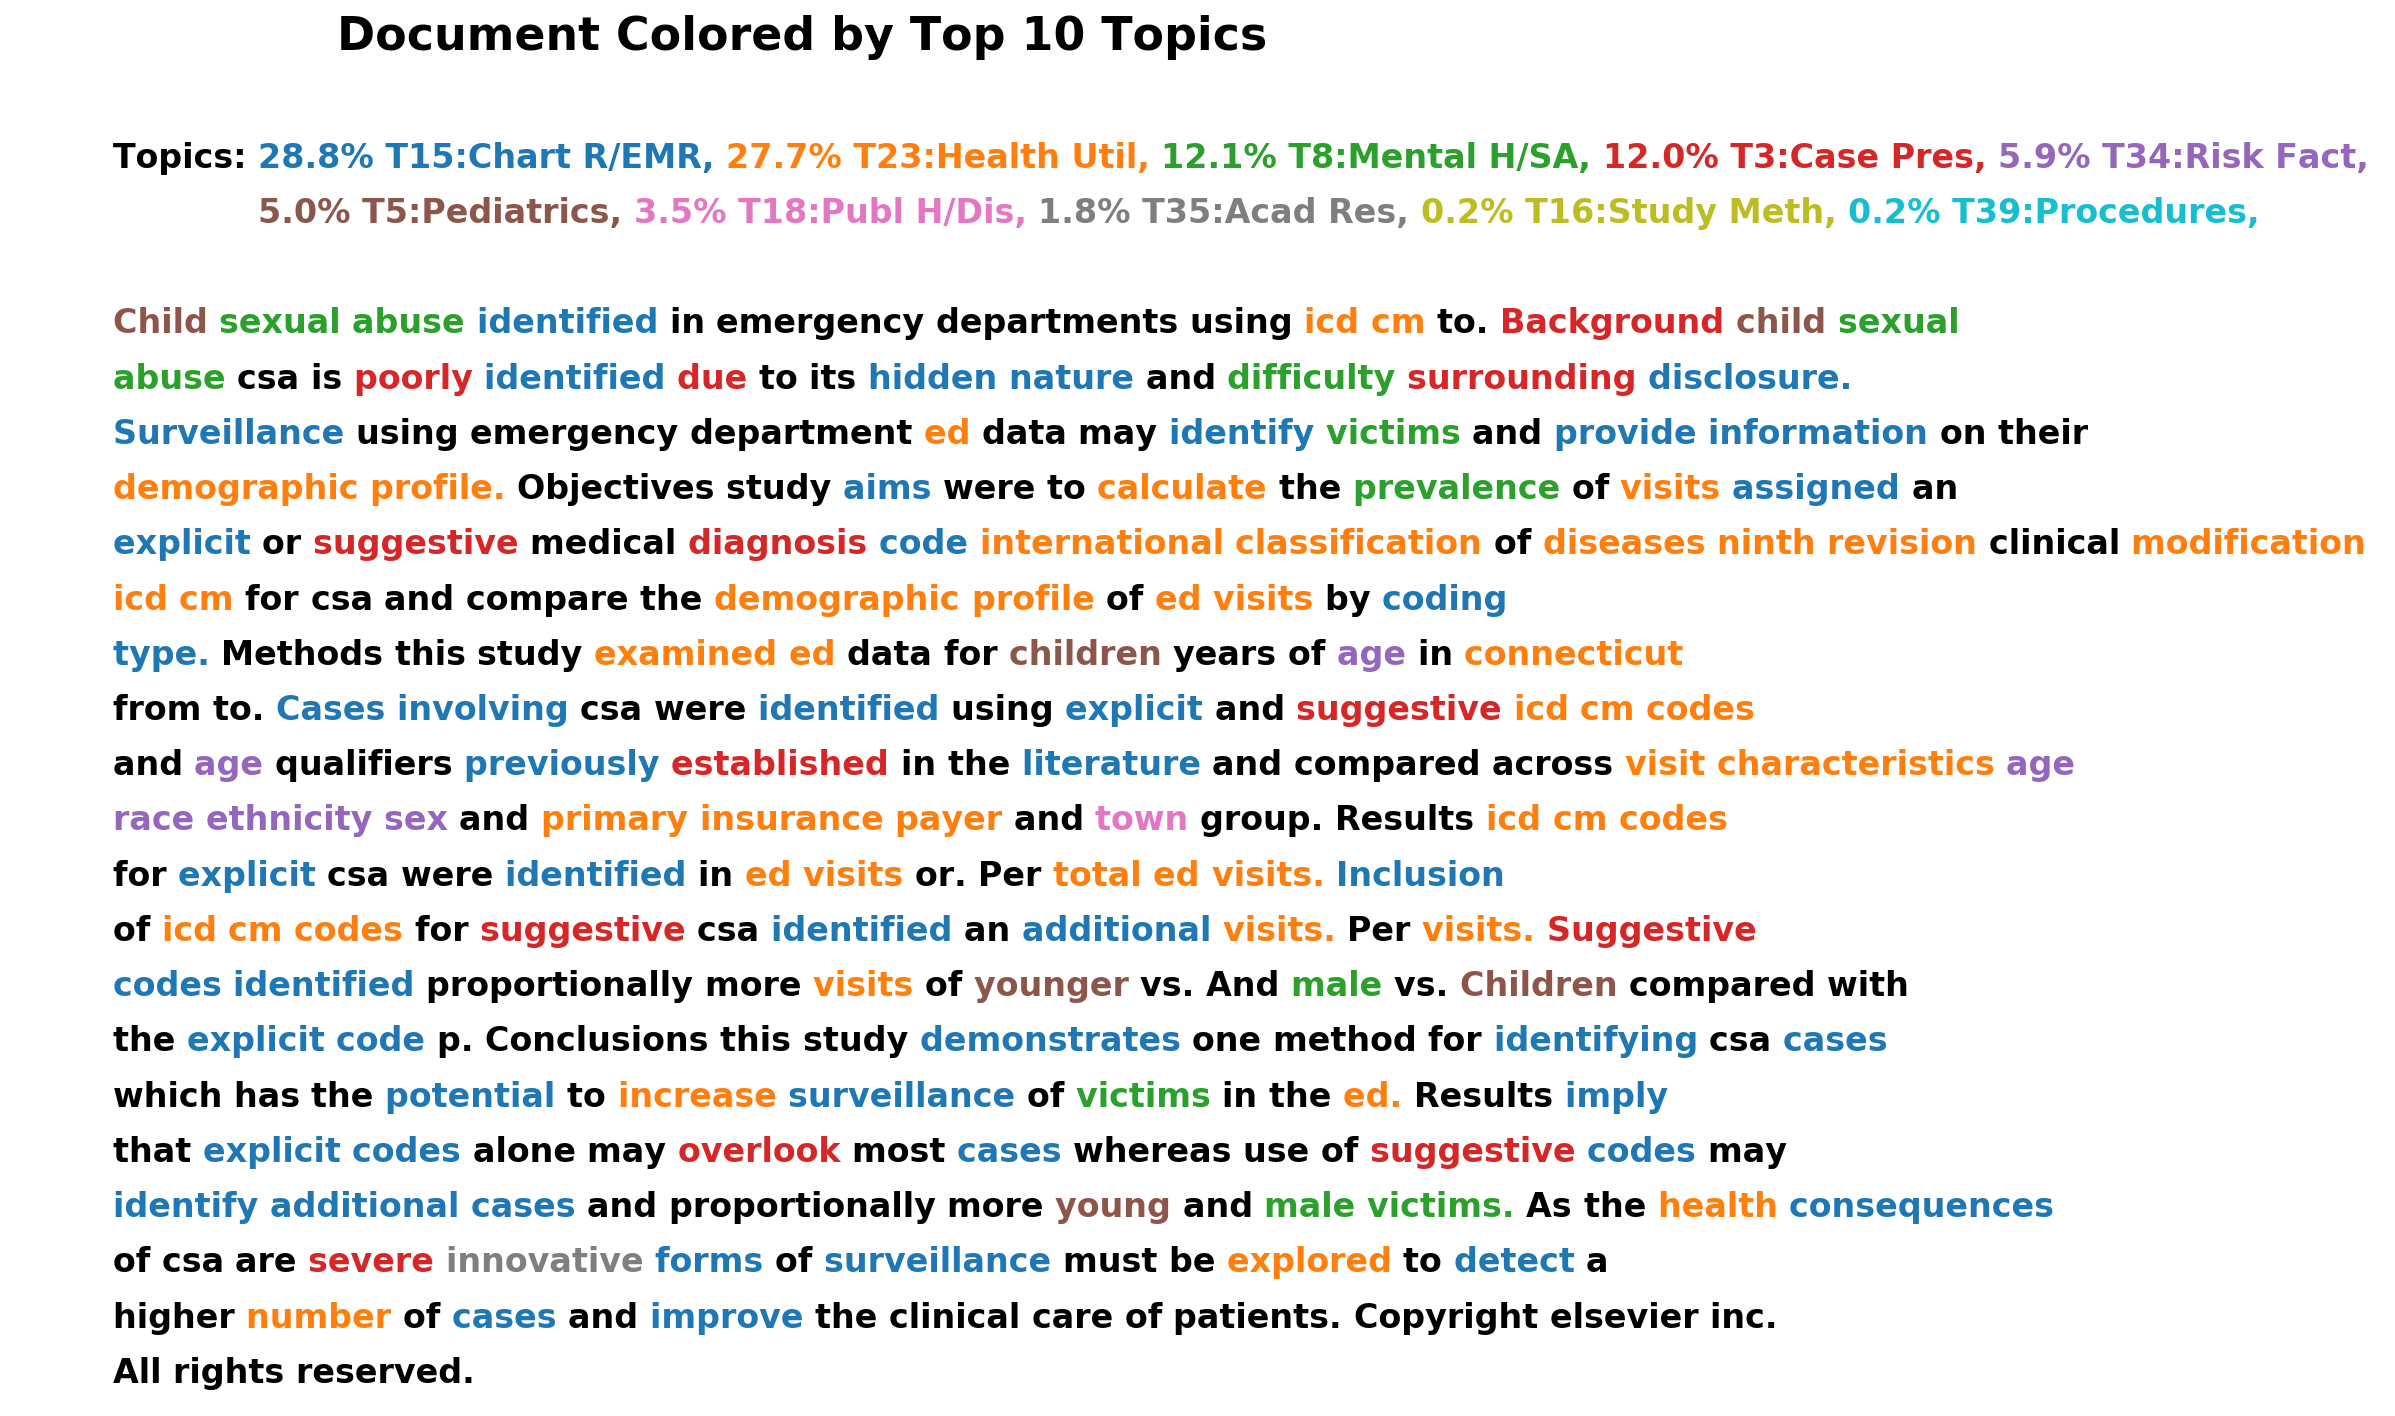 Document Colored by Top 10 Topics
Topics: 28.8% T15:Chart R/EMR, 27.7% T23:Health Util, 12.1% T8:Mental H/SA, 12.0% T3:Case Pres, 5.9% T34:Risk Fact,
5.0% T5:Pediatrics, 3.5% T18:Publ H/Dis, 1.8% T35:Acad Res, 0.2% T16:Study Meth, 0.2% T39:Procedures,
Child sexual abuse identified in emergency departments using icd cm to. Background child sexual
abuse csa is poorly identified due to its hidden nature and difficulty surrounding disclosure.
Surveillance using emergency department ed data may identify victims and provide information on their
demographic profile. Objectives study aims were to calculate the prevalence of visits assigned an
explicit or suggestive medical diagnosis code international classification of diseases ninth revision clinical modification
icd cm for csa and compare the demographic profile of ed visits by coding
type. Methods this study examined ed data for children years of age in connecticut
from to. Cases involving csa were identified using explicit and suggestive icd cm codes
and age qualifiers previously established in the literature and compared across visit characteristics age
race ethnicity sex and primary insurance payer and town group. Results icd cm codes
for explicit csa were identified in ed visits or. Per total ed visits. Inclusion
of icd cm codes for suggestive csa identified an additional visits. Per visits. Suggestive
codes identified proportionally more visits of younger vs. And male vs. Children compared with
the explicit code p. Conclusions this study demonstrates one method for identifying csa cases
which has the potential to increase surveillance of victims in the ed. Results imply
that explicit codes alone may overlook most cases whereas use of suggestive codes may
identify additional cases and proportionally more young and male victims. As the health consequences
of csa are severe innovative forms of surveillance must be explored to detect a
higher number of cases and improve the clinical care of patients. Copyright elsevier inc.
All rights reserved.